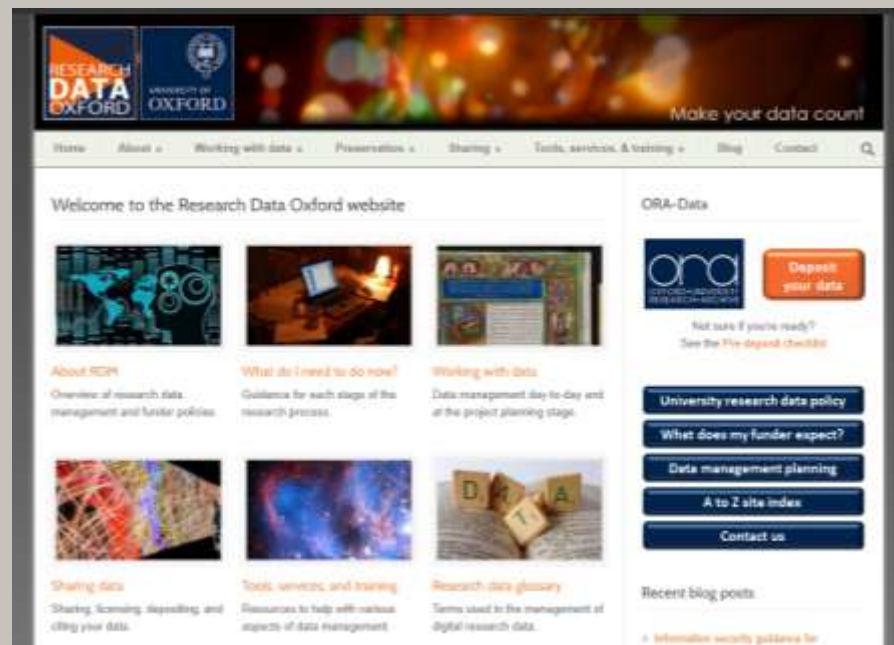 RESEARCH
DATA
OXFORD
UNIVERSITY OF
OXFORD
Make your data count
Home About Working with data Preservation Sharing Tools, services, & training Blog Contact
Welcome to the Research Data Oxford website
About RDM
Overview of research data
management and funder policies.
What do I need to do now?
Guidance for each stage of the
research process.
Working with data
Data management day-to-day and
at the project planning stage.
Sharing data
Sharing, licensing, depositing, and
citing your data.
Tools, services, and training
Resources to help with various
aspects of data management
D A T A
Research data glossary
Terms used in the management of
digital research data.
ORA-Data
ora
OXFORD UNIVERSITY
RESEARCH ARCHIVE
Deposit
your data
Not sure if you're ready?
See the Pre-deposit checklist
University research data policy
What does my funder expect?
Data management planning
A to Z site index
Contact us
Recent blog posts
Information security guidance for